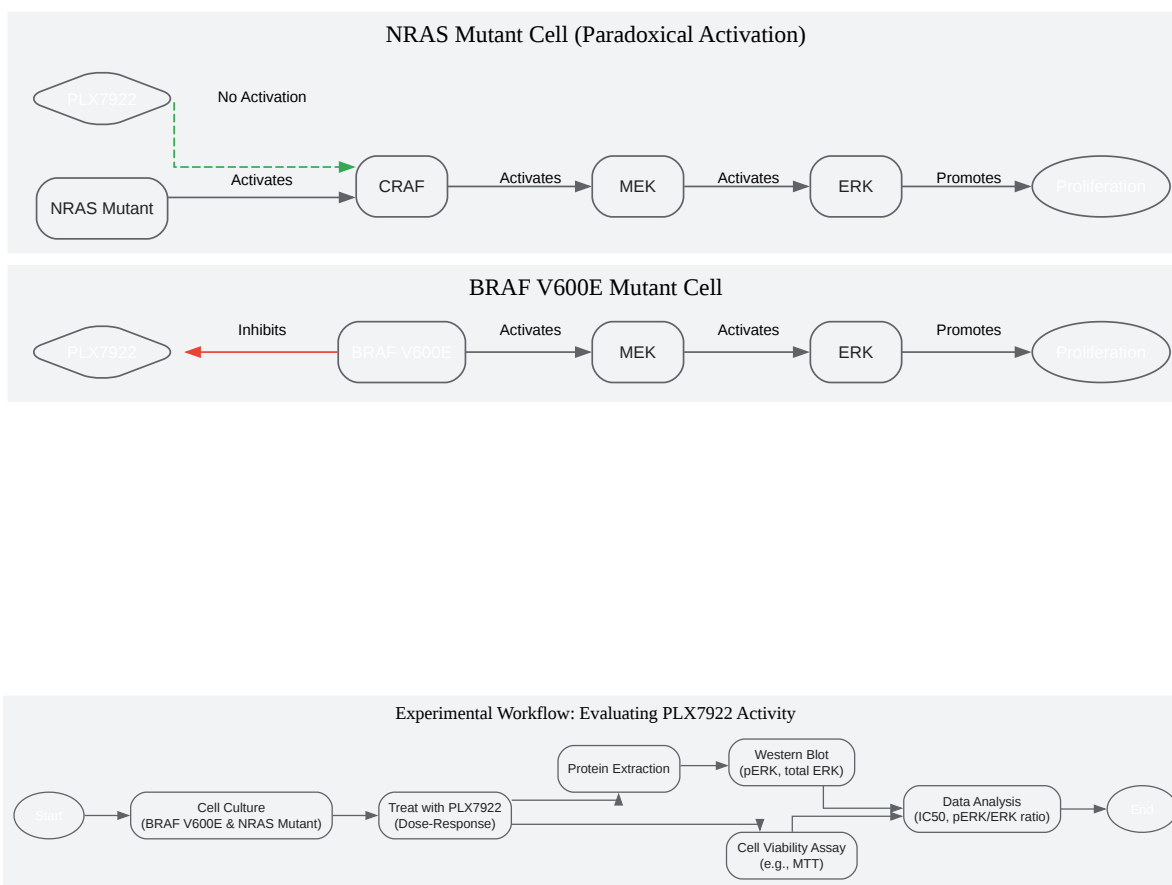 NRAS Mutant Cell (Paradoxical Activation)
PLX7922
No Activation
NRAS Mutant
Activates
CRAF
Activates
MEK
Activates
ERK
Promotes
Proliferation
BRAF V600E Mutant Cell
PLX7922
Inhibits
BRAF V600E
Activates
MEK
Activates
ERK
Promotes
Proliferation
Experimental Workflow: Evaluating PLX7922 Activity
Start
Cell Culture
(BRAF V600E & NRAS Mutant)
Treat with PLX7922
(Dose-Response)
Protein Extraction
Western Blot
(pERK, total ERK)
Cell Viability Assay
(e.g., MTT)
Data Analysis
(IC50, pERK/ERK ratio)
End